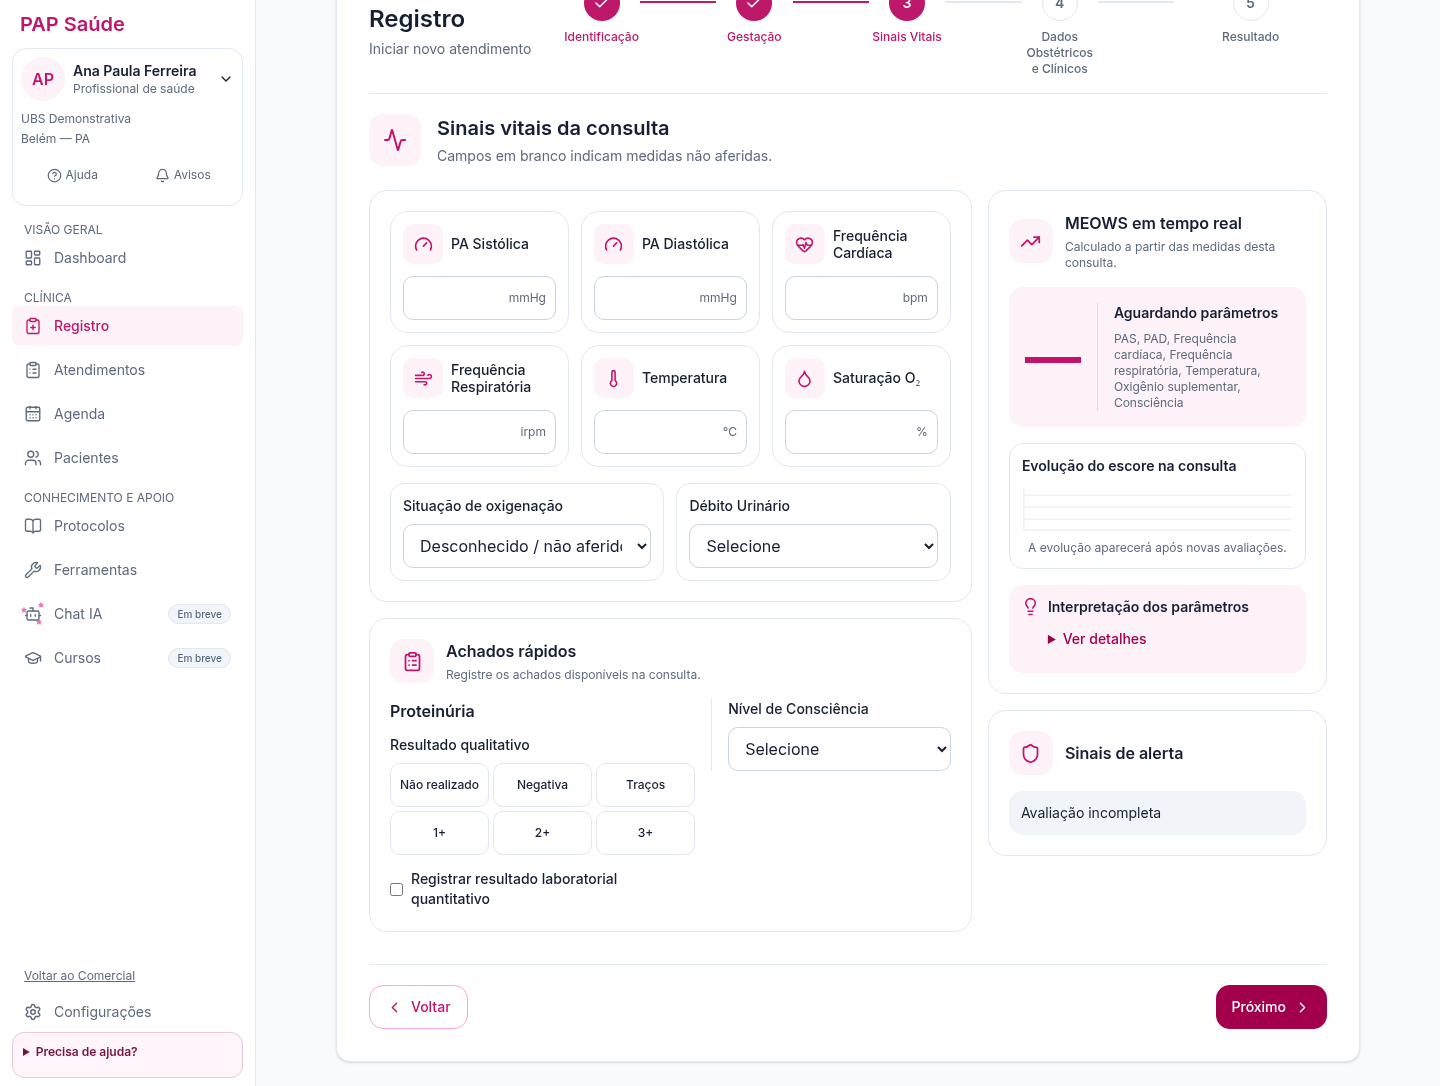 PAP Saúde
AP
Ana Paula Ferreira
Profissional de saúde
UBS Demonstrativa
Belém — PA
Ajuda
Avisos
VISÃO GERAL
Dashboard
CLÍNICA
Registro
Atendimentos
Agenda
Pacientes
CONHECIMENTO E APOIO
Protocolos
Ferramentas
Chat IA
Em breve
Cursos
Em breve
Voltar ao Comercial
Configurações
Precisa de ajuda?
Registro
Iniciar novo atendimento
Identificação
Gestação
3
Sinais Vitais
4
Dados
Obstétricos
e Clínicos
5
Resultado
Sinais vitais da consulta
Campos em branco indicam medidas não aferidas.
PA Sistólica
mmHg
PA Diastólica
mmHg
Frequência
Cardíaca
bpm
Frequência
Respiratória
irpm
Temperatura
°C
Saturação O₂
%
Situação de oxigenação
Desconhecido / não aferido
Débito Urinário
Selecione
Achados rápidos
Registre os achados disponíveis na consulta.
Proteinúria
Resultado qualitativo
Não realizado
Negativa
Traços
1+
2+
3+
Registrar resultado laboratorial
quantitativo
Nível de Consciência
Selecione
MEOWS em tempo real
Calculado a partir das medidas desta
consulta.
Aguardando parâmetros
PAS, PAD, Frequência
cardíaca, Frequência
respiratória, Temperatura,
Oxigênio suplementar,
Consciência
Evolução do escore na consulta
A evolução aparecerá após novas avaliações.
Interpretação dos parâmetros
Ver detalhes
Sinais de alerta
Avaliação incompleta
Voltar
Próximo